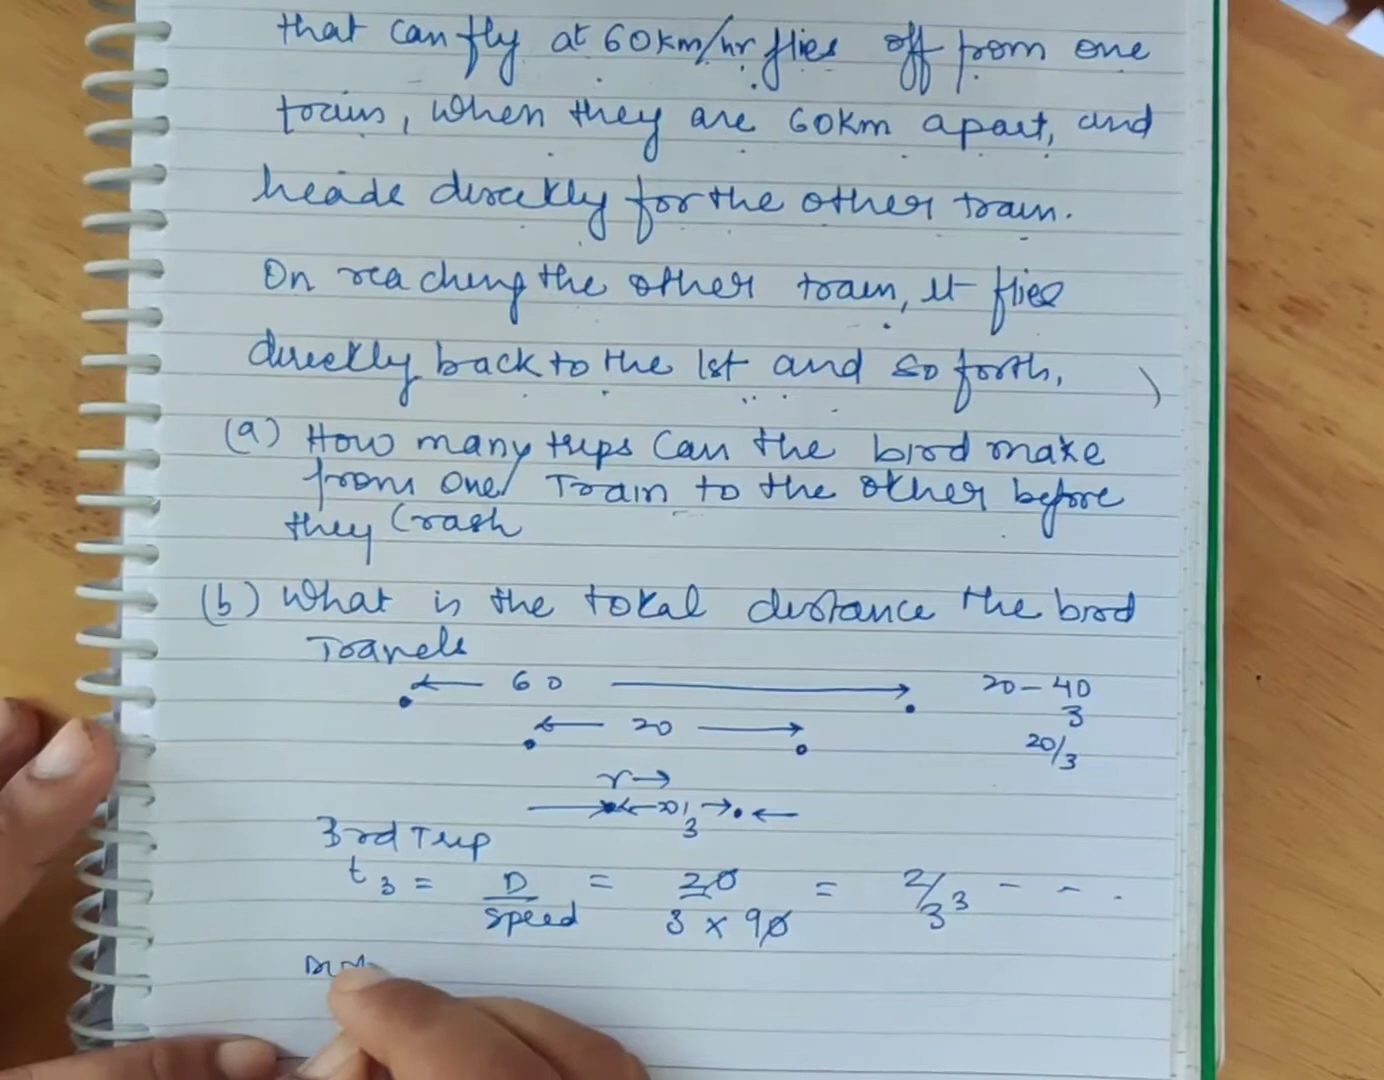 that can fly at 60km/hr flies off from one
train, when they are 60km apart, and
heads directly for the other train.
On reaching the other train, it flies
directly back to the 1st and so forth,
(a) How many trips can the bird make
from one Train to the other before
they Crash
(b) What is the total distance the bird
Travels
60 20-40
3
20 20/3
r→
20/3
3rd Trip
t3 = D/Speed = 20/3 x 90 = 2/3^3 - - -